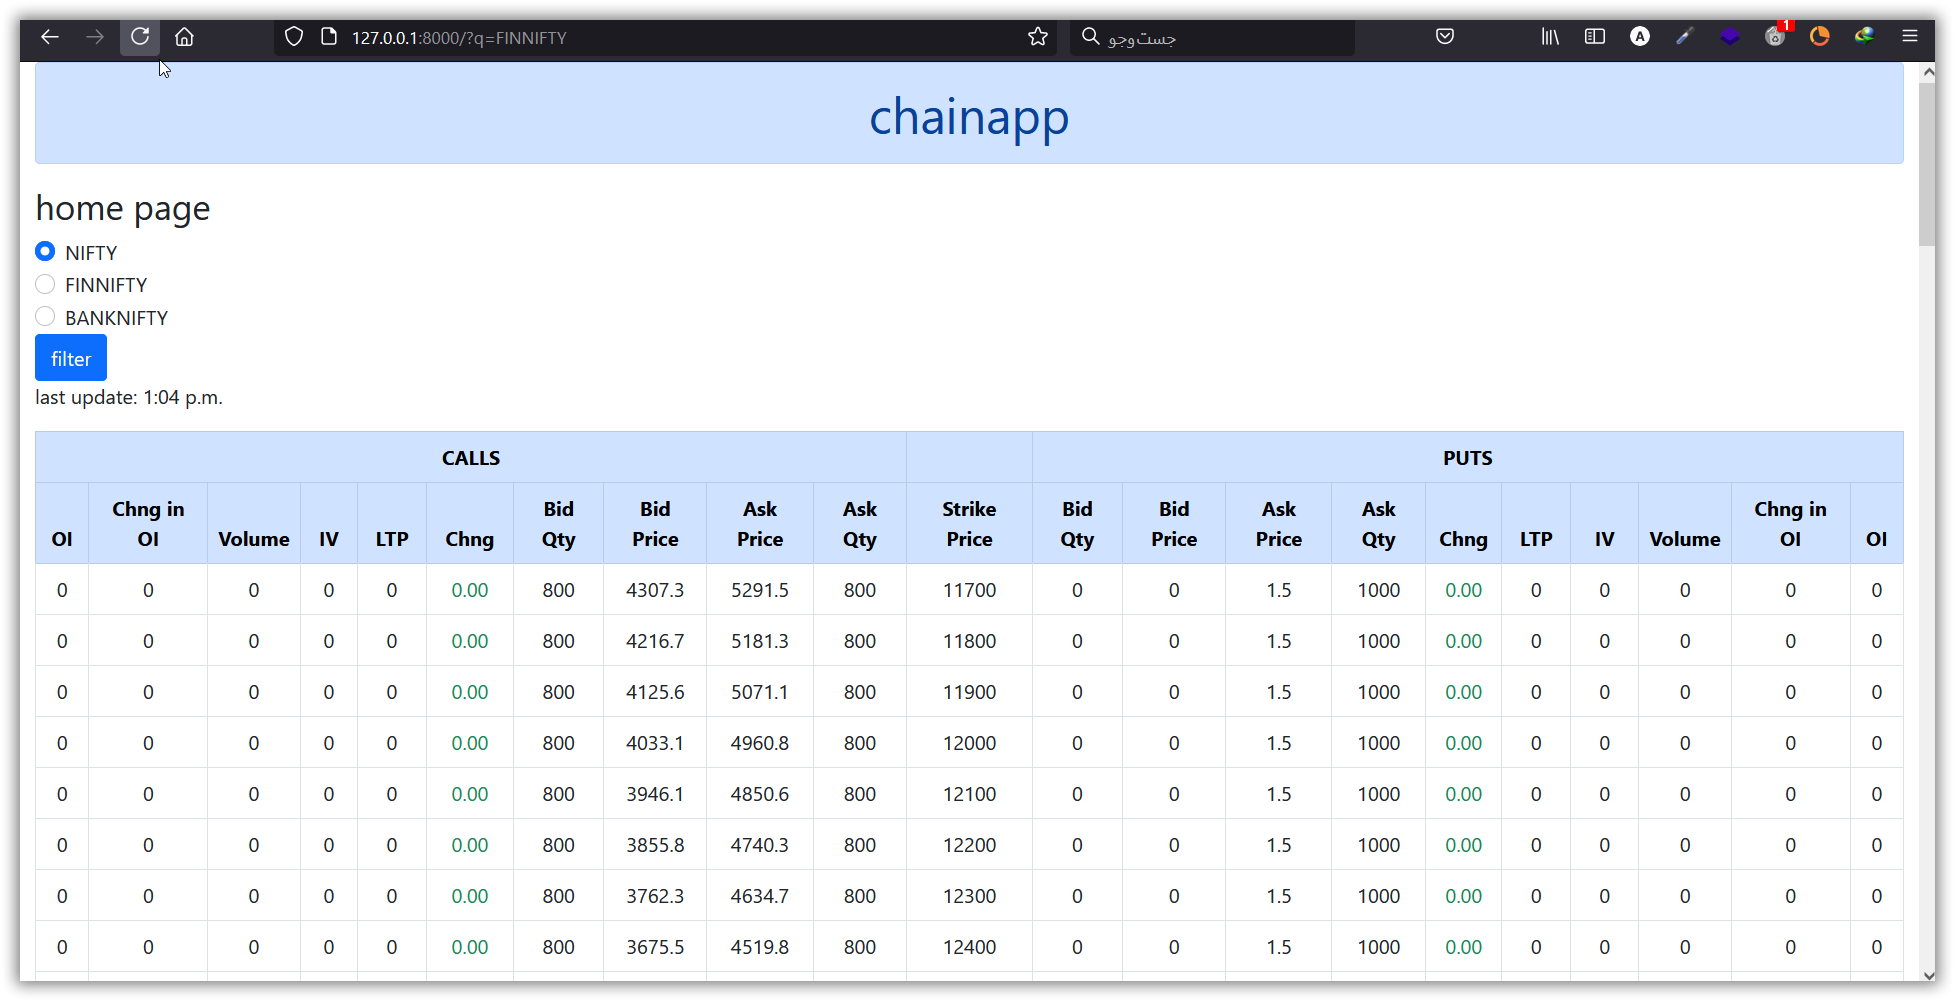 127.0.0.1:8000/?q=FINNIFTY
جست‌وجو
A
1
chainapp
home page
NIFTY
FINNIFTY
BANKNIFTY
filter
last update: 1:04 p.m.
CALLS PUTS
OI Chng in OI Volume IV LTP Chng Bid Qty Bid Price Ask Price Ask Qty Strike Price Bid Qty Bid Price Ask Price Ask Qty Chng LTP IV Volume Chng in OI OI
0 0 0 0 0 0.00 800 4307.3 5291.5 800 11700 0 0 1.5 1000 0.00 0 0 0 0 0
0 0 0 0 0 0.00 800 4216.7 5181.3 800 11800 0 0 1.5 1000 0.00 0 0 0 0 0
0 0 0 0 0 0.00 800 4125.6 5071.1 800 11900 0 0 1.5 1000 0.00 0 0 0 0 0
0 0 0 0 0 0.00 800 4033.1 4960.8 800 12000 0 0 1.5 1000 0.00 0 0 0 0 0
0 0 0 0 0 0.00 800 3946.1 4850.6 800 12100 0 0 1.5 1000 0.00 0 0 0 0 0
0 0 0 0 0 0.00 800 3855.8 4740.3 800 12200 0 0 1.5 1000 0.00 0 0 0 0 0
0 0 0 0 0 0.00 800 3762.3 4634.7 800 12300 0 0 1.5 1000 0.00 0 0 0 0 0
0 0 0 0 0 0.00 800 3675.5 4519.8 800 12400 0 0 1.5 1000 0.00 0 0 0 0 0